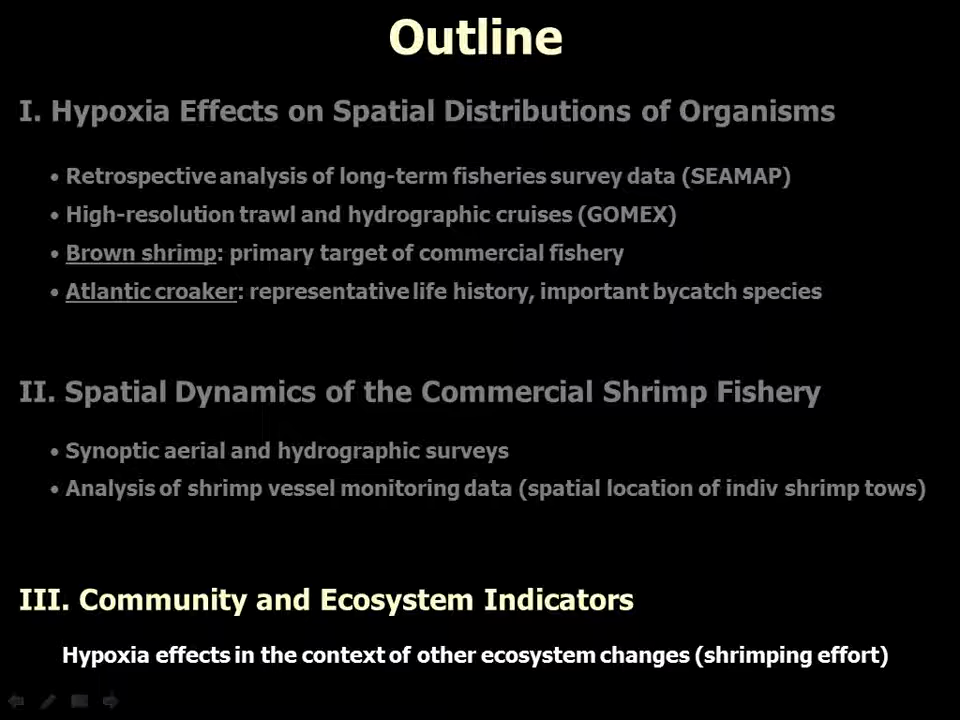 Outline
I. Hypoxia Effects on Spatial Distributions of Organisms
• Retrospective analysis of long-term fisheries survey data (SEAMAP)
• High-resolution trawl and hydrographic cruises (GOMEX)
• Brown shrimp: primary target of commercial fishery
• Atlantic croaker: representative life history, important bycatch species
II. Spatial Dynamics of the Commercial Shrimp Fishery
• Synoptic aerial and hydrographic surveys
• Analysis of shrimp vessel monitoring data (spatial location of indiv shrimp tows)
III. Community and Ecosystem Indicators
Hypoxia effects in the context of other ecosystem changes (shrimping effort)